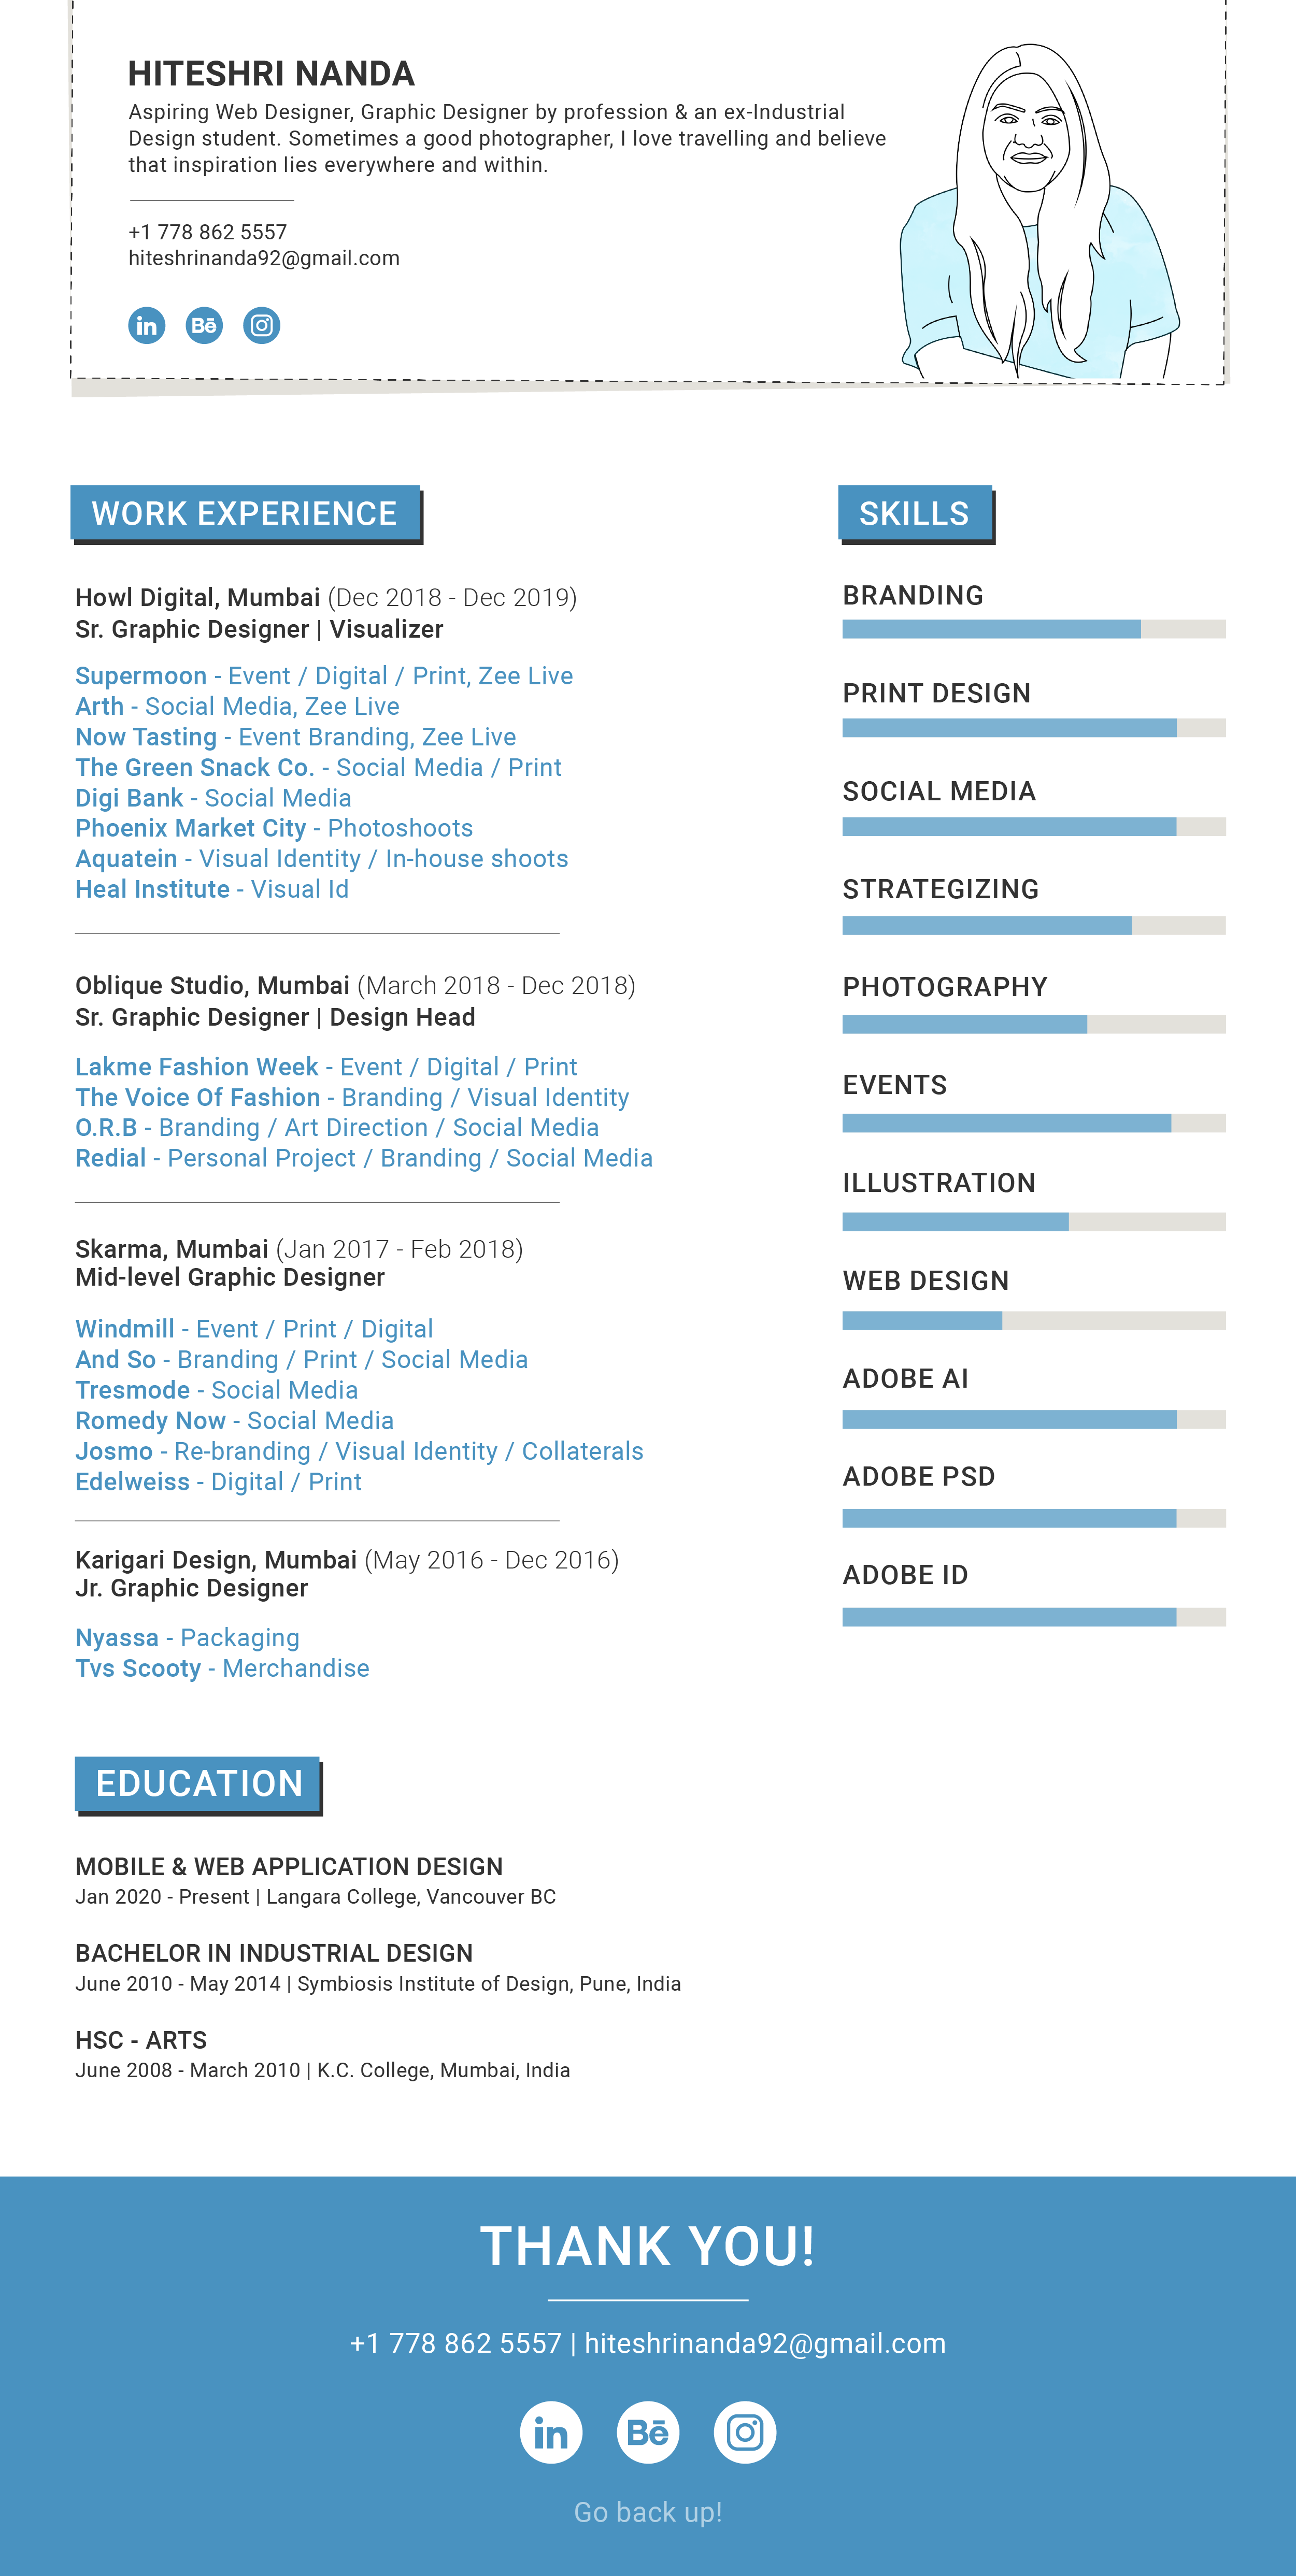 HITESHRI NANDA
Aspiring Web Designer, Graphic Designer by profession & an ex-Industrial
Design student. Sometimes a good photographer, I love travelling and believe
that inspiration lies everywhere and within.
+1 778 862 5557
hiteshrinanda92@gmail.com
in Bē
WORK EXPERIENCE
Howl Digital, Mumbai (Dec 2018 - Dec 2019)
Sr. Graphic Designer | Visualizer
Supermoon - Event / Digital / Print, Zee Live
Arth - Social Media, Zee Live
Now Tasting - Event Branding, Zee Live
The Green Snack Co. - Social Media / Print
Digi Bank - Social Media
Phoenix Market City - Photoshoots
Aquatein - Visual Identity / In-house shoots
Heal Institute - Visual Id
Oblique Studio, Mumbai (March 2018 - Dec 2018)
Sr. Graphic Designer | Design Head
Lakme Fashion Week - Event / Digital / Print
The Voice Of Fashion - Branding / Visual Identity
O.R.B - Branding / Art Direction / Social Media
Redial - Personal Project / Branding / Social Media
Skarma, Mumbai (Jan 2017 - Feb 2018)
Mid-level Graphic Designer
Windmill - Event / Print / Digital
And So - Branding / Print / Social Media
Tresmode - Social Media
Romedy Now - Social Media
Josmo - Re-branding / Visual Identity / Collaterals
Edelweiss - Digital / Print
Karigari Design, Mumbai (May 2016 - Dec 2016)
Jr. Graphic Designer
Nyassa - Packaging
Tvs Scooty - Merchandise
SKILLS
BRANDING
PRINT DESIGN
SOCIAL MEDIA
STRATEGIZING
PHOTOGRAPHY
EVENTS
ILLUSTRATION
WEB DESIGN
ADOBE AI
ADOBE PSD
ADOBE ID
EDUCATION
MOBILE & WEB APPLICATION DESIGN
Jan 2020 - Present | Langara College, Vancouver BC
BACHELOR IN INDUSTRIAL DESIGN
June 2010 - May 2014 | Symbiosis Institute of Design, Pune, India
HSC - ARTS
June 2008 - March 2010 | K.C. College, Mumbai, India
THANK YOU!
+1 778 862 5557 | hiteshrinanda92@gmail.com
in Bē
Go back up!